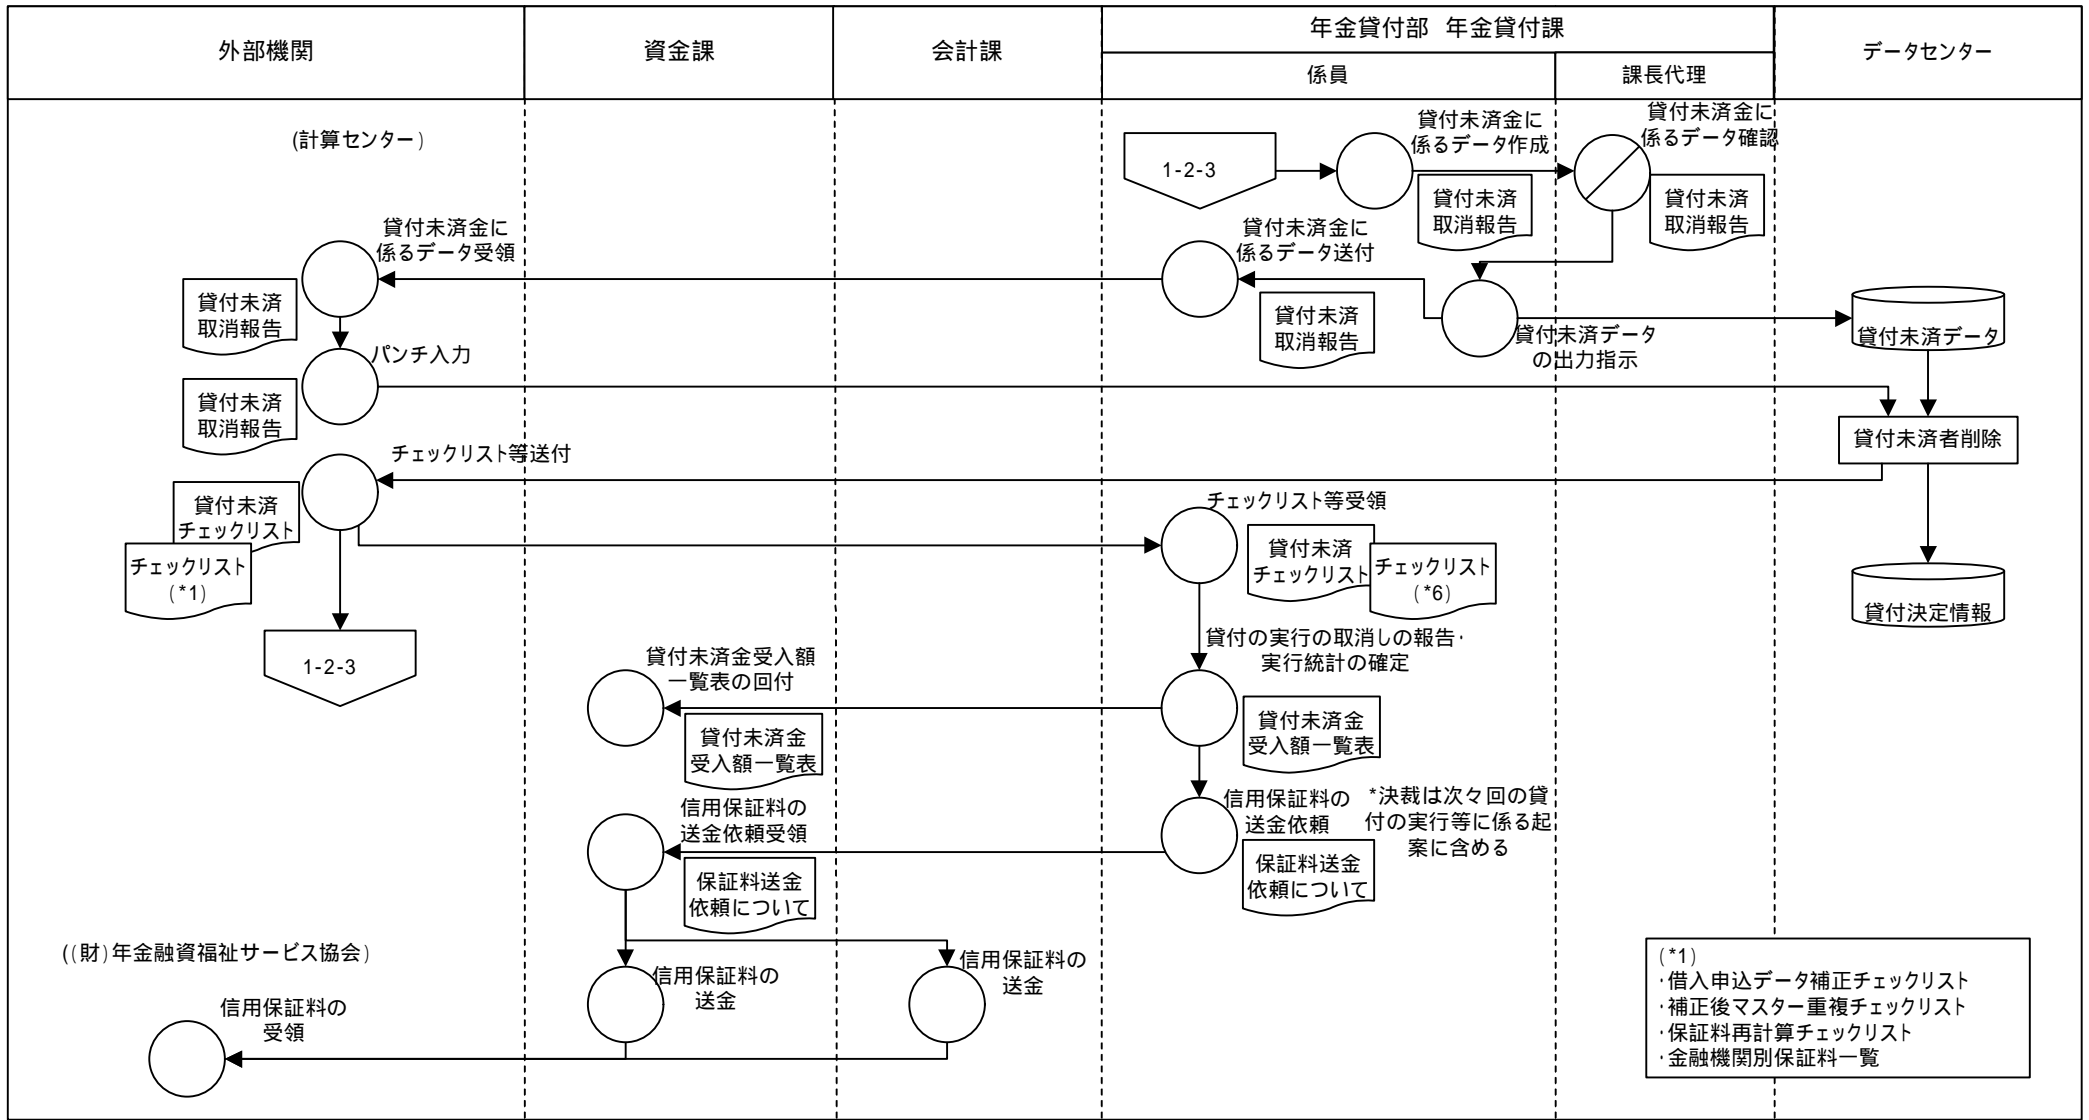 外部機関
資金課
会計課
年金貸付部 年金貸付課
係員
課長代理
データセンター
(計算センター)
1-2-3
貸付未済金に
係るデータ作成
貸付未済
取消報告
貸付未済金に
係るデータ確認
貸付未済
取消報告
貸付未済金に
係るデータ受領
貸付未済
取消報告
貸付未済金に
係るデータ送付
貸付未済
取消報告
貸付未済データ
の出力指示
貸付未済データ
パンチ入力
貸付未済
取消報告
貸付未済者削除
チェックリスト等送付
貸付未済
チェックリスト
チェックリスト
(*1)
1-2-3
チェックリスト等受領
貸付未済
チェックリスト
チェックリスト
(*6)
貸付決定情報
貸付の実行の取消しの報告・
実行統計の確定
貸付未済金受入額
一覧表の回付
貸付未済金
受入額一覧表
貸付未済金
受入額一覧表
信用保証料の
送金依頼受領
保証料送金
依頼について
信用保証料の
送金依頼
保証料送金
依頼について
*決裁は次々回の貸
付の実行等に係る起
案に含める
((財)年金融資福祉サービス協会)
信用保証料の
受領
信用保証料の
送金
信用保証料の
送金
(*1)
・借入申込データ補正チェックリスト
・補正後マスター重複チェックリスト
・保証料再計算チェックリスト
・金融機関別保証料一覧